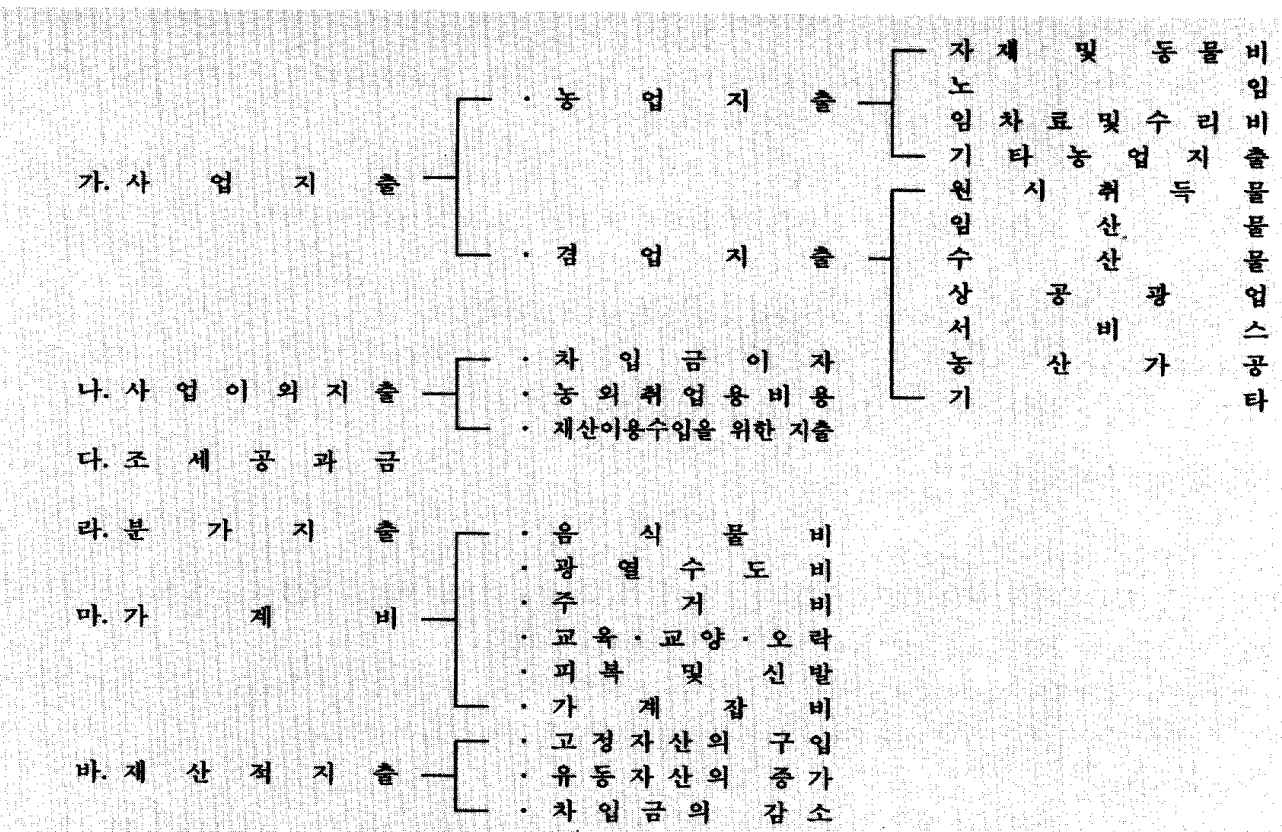 가. 사업지출
· 농업지출
자재 및 동물비
노임
임차료및수리비
기타농업지출
· 겸업지출
원시취득물
임산물
수산물
상공광업
서비스
농산가공
기타
나. 사업이외지출
· 차입금이자
· 농외취업용비용
· 재산이용수입을 위한 지출
다. 조세공과금
라. 분가지출
마. 가계비
· 음식물비
· 광열수도비
· 주거비
· 교육·교양·오락
· 피복 및 신발
· 가계잡비
바. 재산적지출
· 고정자산의 구입
· 유동자산의 증가
· 차입금의 감소